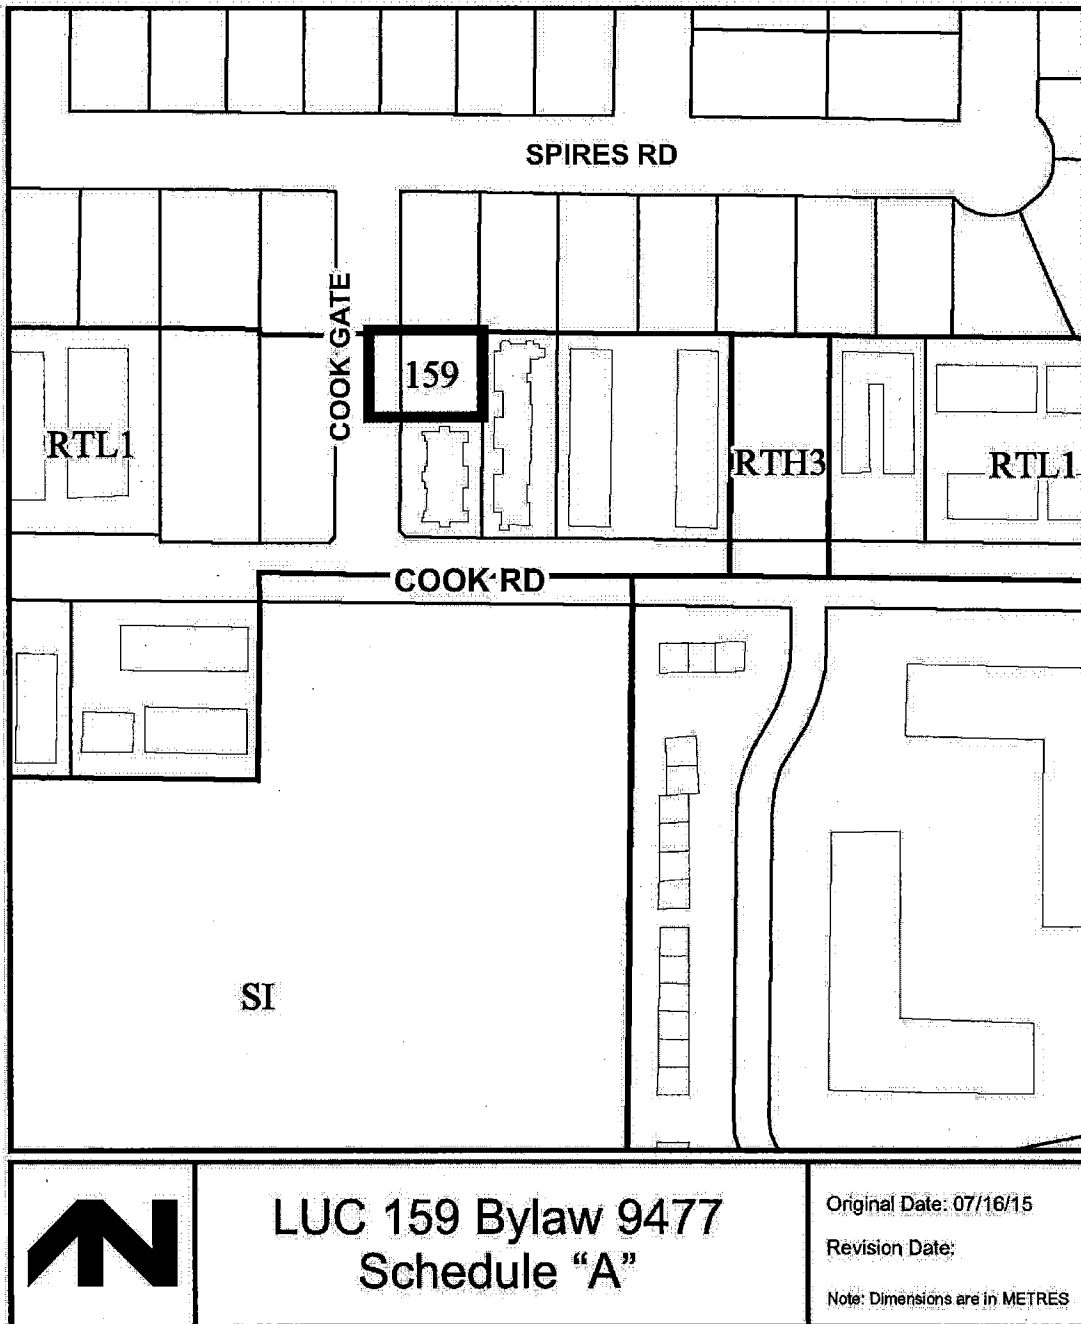 SPIRES RD
COOK GATE
159
RTL1
RTH3
RTL1
COOK RD
SI
LUC 159 Bylaw 9477
Schedule “A”
Original Date: 07/16/15
Revision Date:
Note: Dimensions are in METRES